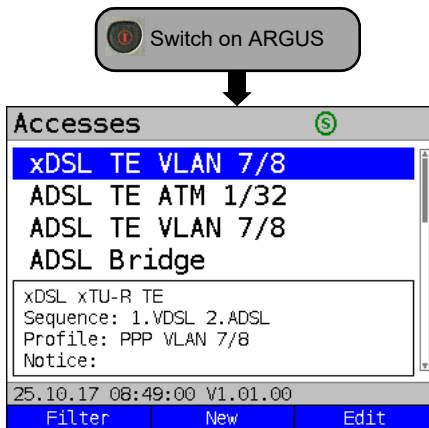 Switch on ARGUS
Accesses Ⓢ
xDSL TE VLAN 7/8
ADSL TE ATM 1/32
ADSL TE VLAN 7/8
ADSL Bridge
xDSL xTU-R TE
Sequence: 1.VDSL 2.ADSL
Profile: PPP VLAN 7/8
Notice:
25.10.17 08:49:00 V1.01.00
Filter New Edit